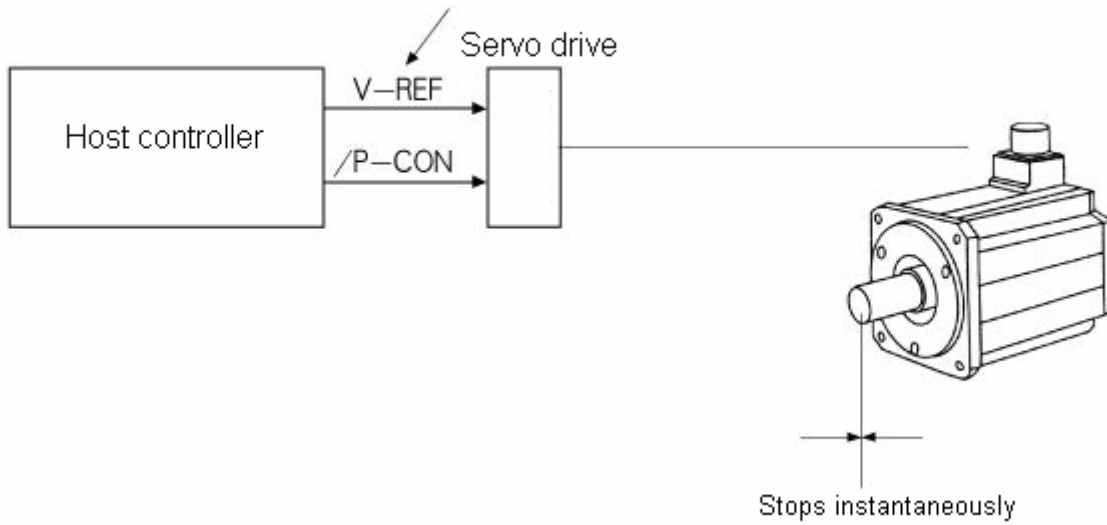 Servo drive
V-REF
Host controller
/P-CON
Stops instantaneously